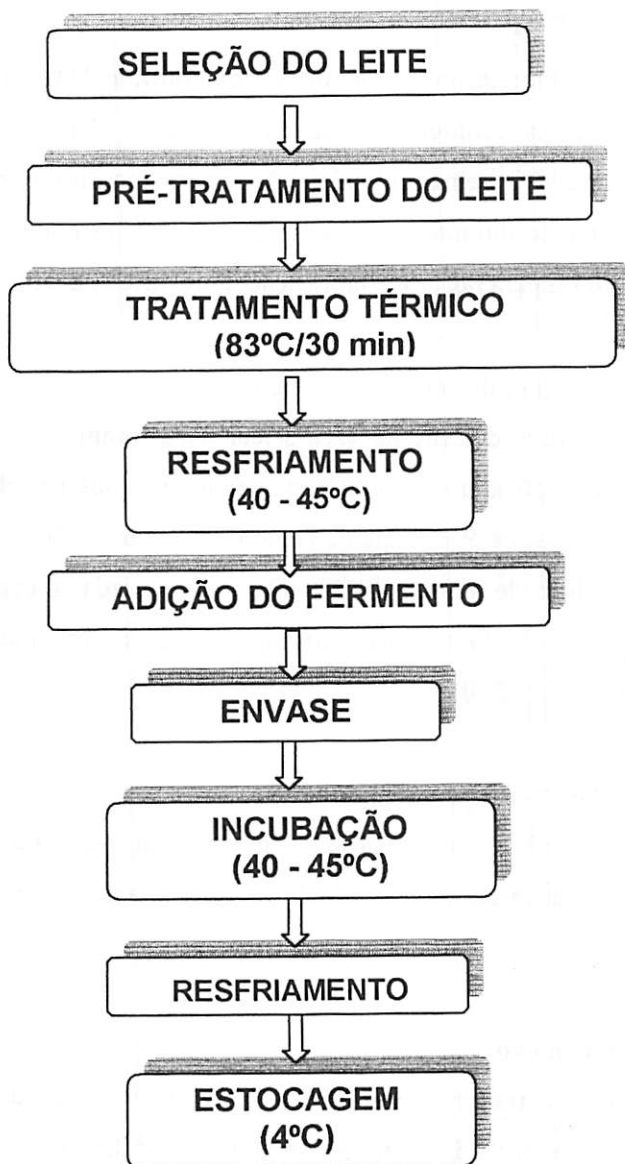 SELEÇÃO DO LEITE
PRÉ-TRATAMENTO DO LEITE
TRATAMENTO TÉRMICO
(83ºC/30 min)
RESFRIAMENTO
(40 - 45ºC)
ADIÇÃO DO FERMENTO
ENVASE
INCUBAÇÃO
(40 - 45ºC)
RESFRIAMENTO
ESTOCAGEM
(4ºC)